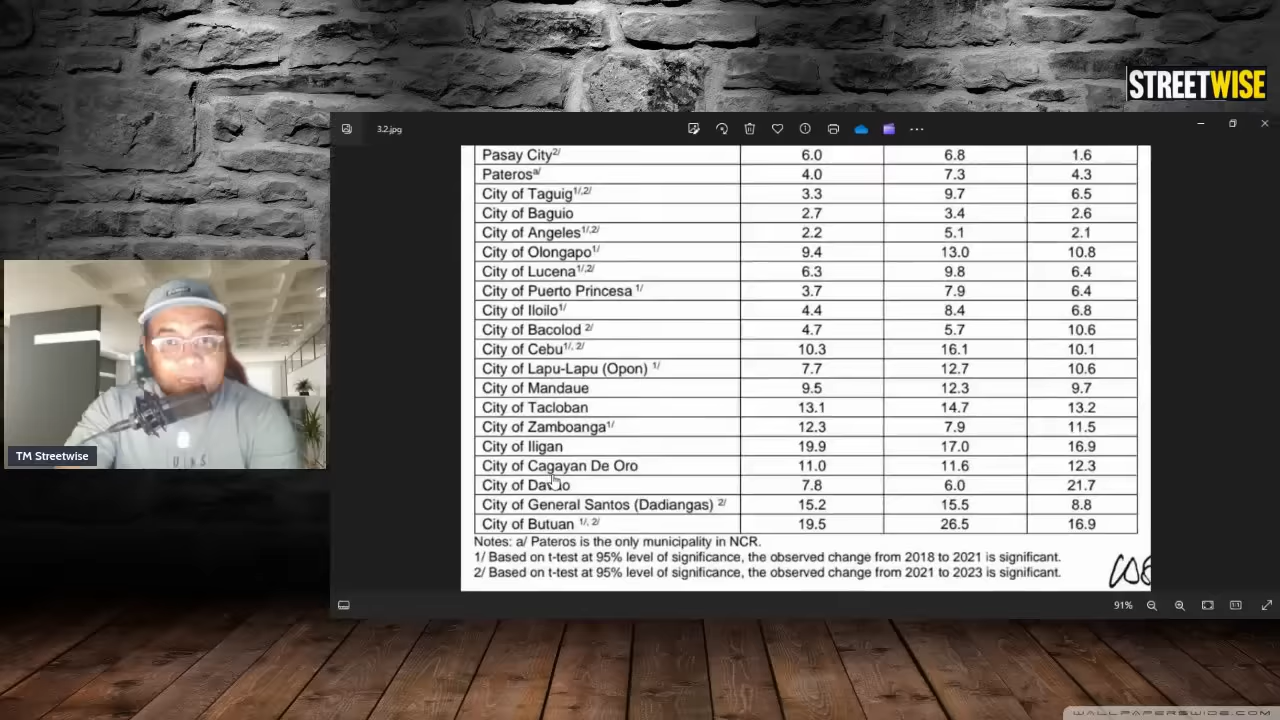 STREETWISE
3.2.jpg
Pasay City2/ 6.0 6.8 1.6
Paterosa/ 4.0 7.3 4.3
City of Taguig1/,2/ 3.3 9.7 6.5
City of Baguio 2.7 3.4 2.6
City of Angeles1/,2/ 2.2 5.1 2.1
City of Olongapo1/ 9.4 13.0 10.8
City of Lucena1/,2/ 6.3 9.8 6.4
City of Puerto Princesa 1/ 3.7 7.9 6.4
City of Iloilo1/ 4.4 8.4 6.8
City of Bacolod 2/ 4.7 5.7 10.6
City of Cebu1/, 2/ 10.3 16.1 10.1
City of Lapu-Lapu (Opon) 1/ 7.7 12.7 10.6
City of Mandaue 9.5 12.3 9.7
City of Tacloban 13.1 14.7 13.2
City of Zamboanga1/ 12.3 7.9 11.5
City of Iligan 19.9 17.0 16.9
City of Cagayan De Oro 11.0 11.6 12.3
City of Davao 7.8 6.0 21.7
City of General Santos (Dadiangas) 2/ 15.2 15.5 8.8
City of Butuan 1/, 2/ 19.5 26.5 16.9
Notes: a/ Pateros is the only municipality in NCR.
1/ Based on t-test at 95% level of significance, the observed change from 2018 to 2021 is significant.
2/ Based on t-test at 95% level of significance, the observed change from 2021 to 2023 is significant.
91%
TM Streetwise
WALLPAPERSWIDE.COM